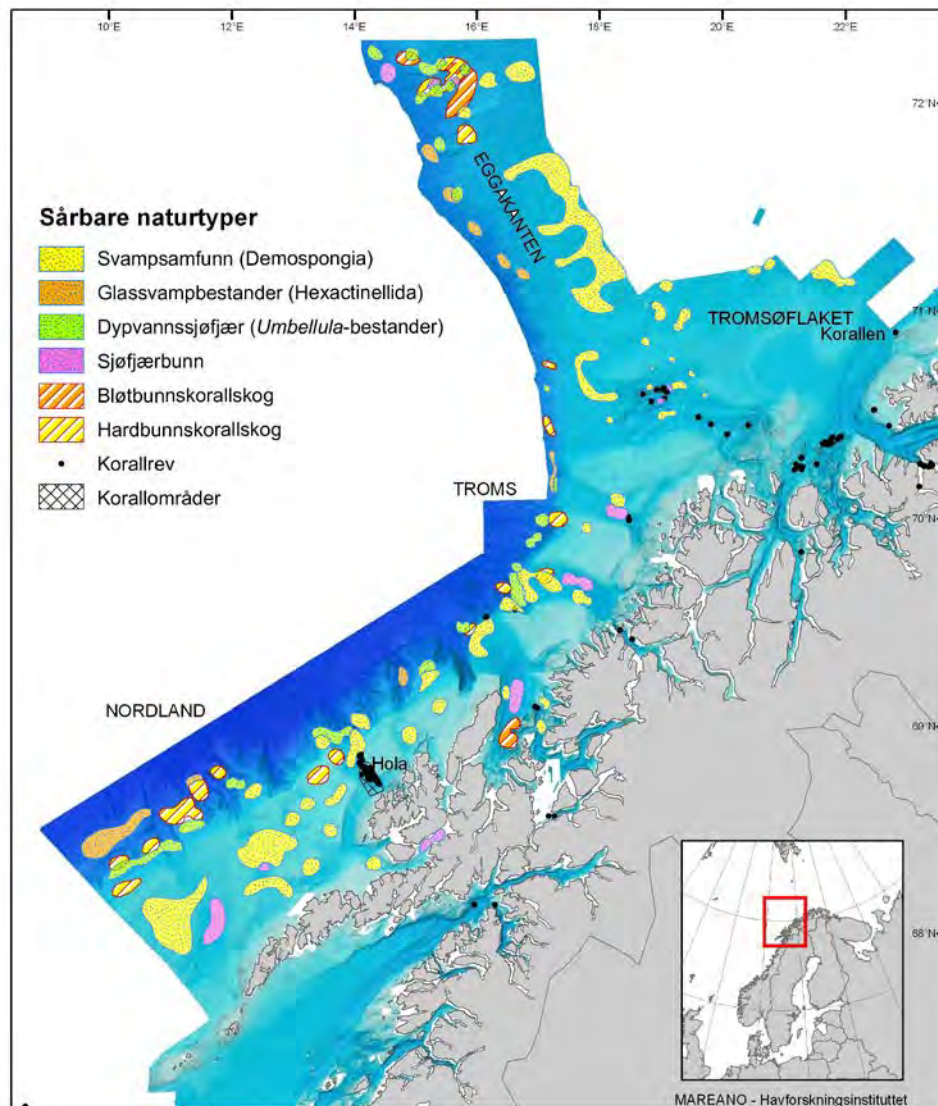 10°E
12°E
14°E
16°E
18°E
20°E
22°E
72°N
EGGAKANTEN
Sårbare naturtyper
Svampsamfunn (Demospongia)
Glassvampbestander (Hexactinellida)
Dypvannssjøfjær (Umbellula-bestander)
Sjøfjærbunn
Bløtbunnskorallskog
Hardbunnskorallskog
Korallrev
Korallområder
71°N
TROMSØFLAKET
Korallen
TROMS
70°N
NORDLAND
69°N
Hola
68°N
MAREANO - Havforskningsinstituttet